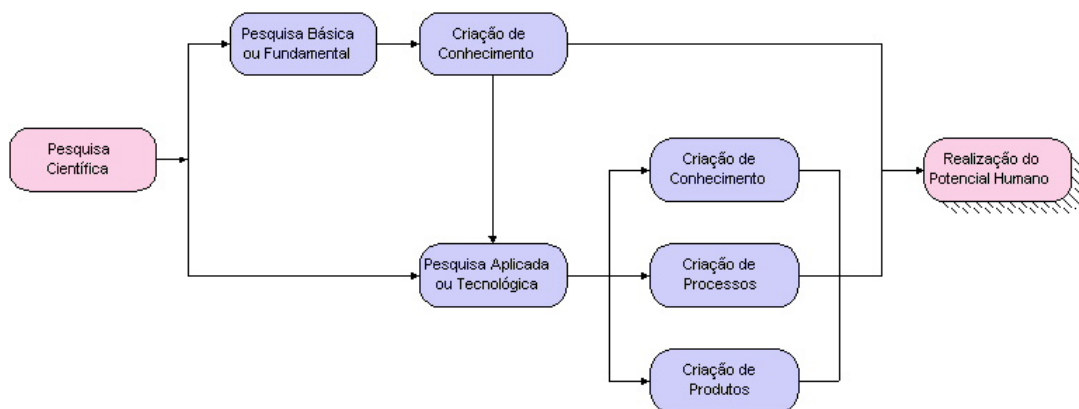 Pesquisa Básica
ou Fundamental
Criação de
Conhecimento
Pesquisa
Científica
Criação de
Conhecimento
Realização do
Potencial Humano
Pesquisa Aplicada
ou Tecnológica
Criação de
Processos
Criação de
Produtos